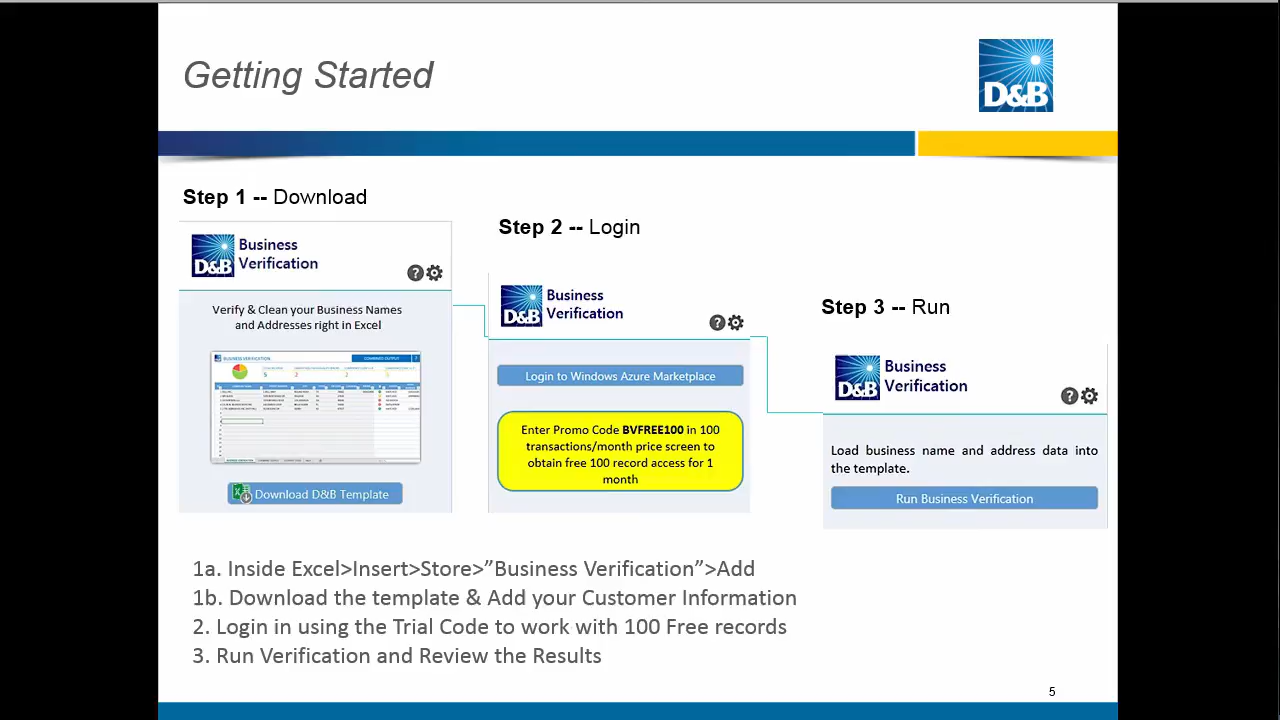 Getting Started
D&B
Step 1 -- Download
D&B
Business
Verification
?
Verify & Clean your Business Names
and Addresses right in Excel
BUSINESS VERIFICATION
Download D&B Template
Step 2 -- Login
D&B
Business
Verification
?
Login to Windows Azure Marketplace
Enter Promo Code BVFREE100 in 100
transactions/month price screen to
obtain free 100 record access for 1
month
Step 3 -- Run
D&B
Business
Verification
?
Load business name and address data into
the template.
Run Business Verification
1a. Inside Excel>Insert>Store>”Business Verification”>Add
1b. Download the template & Add your Customer Information
2. Login in using the Trial Code to work with 100 Free records
3. Run Verification and Review the Results
5